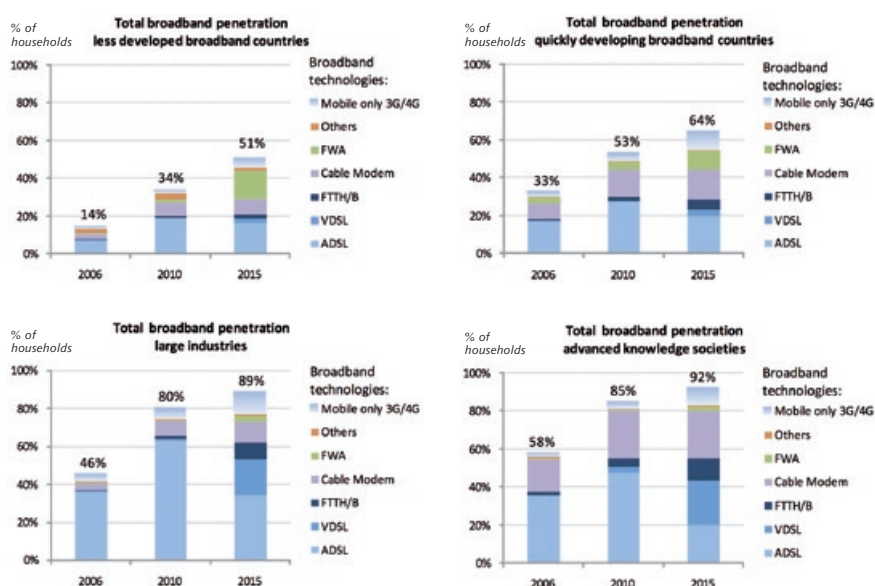 % of
households
Total broadband penetration
less developed broadband countries
100%
80%
60%
40%
20%
0%
14%
34%
51%
2006
2010
2015
Broadband
technologies:
Mobile only 3G/4G
Others
FWA
Cable Modem
FTTH/B
VDSL
ADSL
% of
households
Total broadband penetration
quickly developing broadband countries
100%
80%
60%
40%
20%
0%
33%
53%
64%
2006
2010
2015
Broadband
technologies:
Mobile only 3G/4G
Others
FWA
Cable Modem
FTTH/B
VDSL
ADSL
% of
households
Total broadband penetration
large industries
100%
80%
60%
40%
20%
0%
46%
80%
89%
2006
2010
2015
Broadband
technologies:
Mobile only 3G/4G
Others
FWA
Cable Modem
FTTH/B
VDSL
ADSL
% of
households
Total broadband penetration
advanced knowledge societies
100%
80%
60%
40%
20%
0%
58%
85%
92%
2006
2010
2015
Broadband
technologies:
Mobile only 3G/4G
Others
FWA
Cable Modem
FTTH/B
VDSL
ADSL